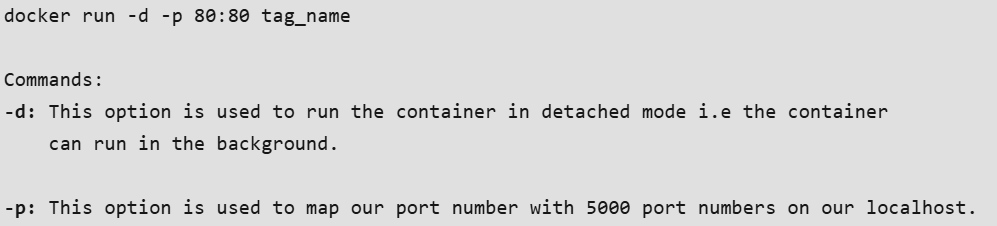 docker run -d -p 80:80 tag_name
Commands:
-d: This option is used to run the container in detached mode i.e the container
can run in the background.
-p: This option is used to map our port number with 5000 port numbers on our localhost.